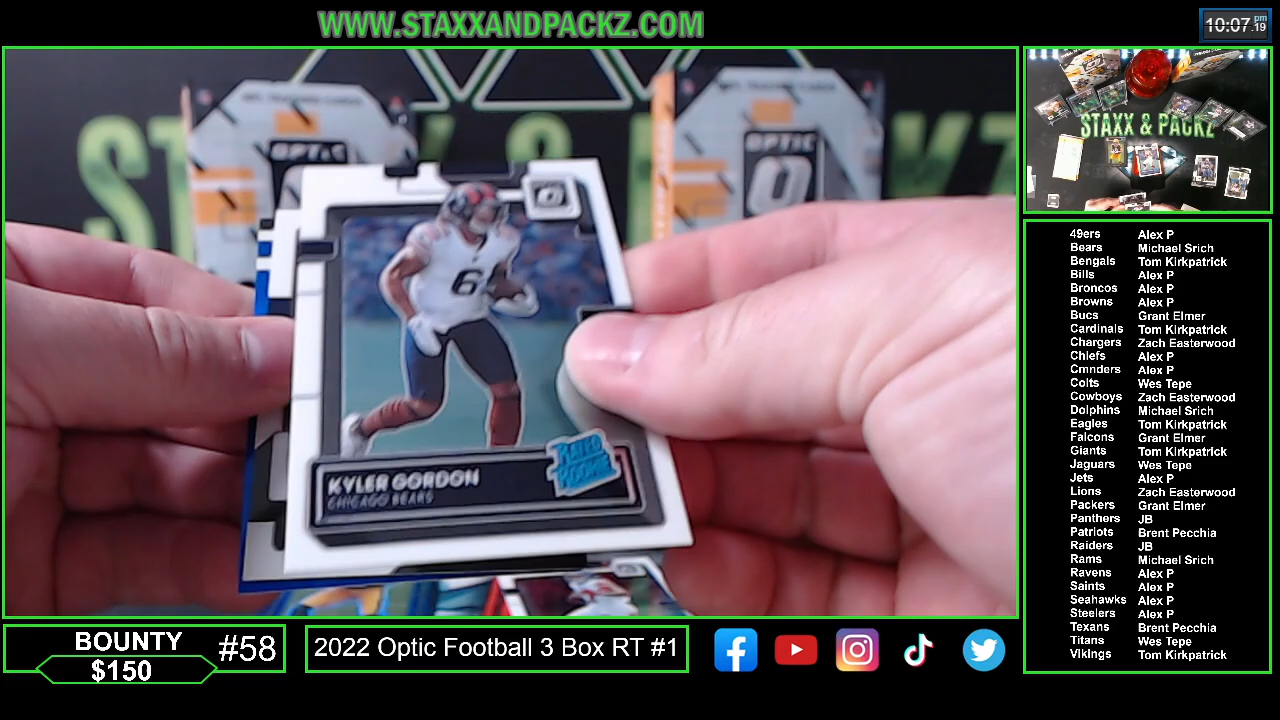 WWW.STAXXANDPACKZ.COM
10:07 pm .19
OPTIC
OPTIC
6
KYLER GORDON
CHICAGO BEARS
RATED ROOKIE
STAXX & PACKZ
49ers Alex P
Bears Michael Srich
Bengals Tom Kirkpatrick
Bills Alex P
Broncos Alex P
Browns Alex P
Bucs Grant Elmer
Cardinals Tom Kirkpatrick
Chargers Zach Easterwood
Chiefs Alex P
Cmnders Alex P
Colts Wes Tepe
Cowboys Zach Easterwood
Dolphins Michael Srich
Eagles Tom Kirkpatrick
Falcons Grant Elmer
Giants Tom Kirkpatrick
Jaguars Wes Tepe
Jets Alex P
Lions Zach Easterwood
Packers Grant Elmer
Panthers JB
Patriots Brent Pecchia
Raiders JB
Rams Michael Srich
Ravens Alex P
Saints Alex P
Seahawks Alex P
Steelers Alex P
Texans Brent Pecchia
Titans Wes Tepe
Vikings Tom Kirkpatrick
BOUNTY
$150
#58
2022 Optic Football 3 Box RT #1